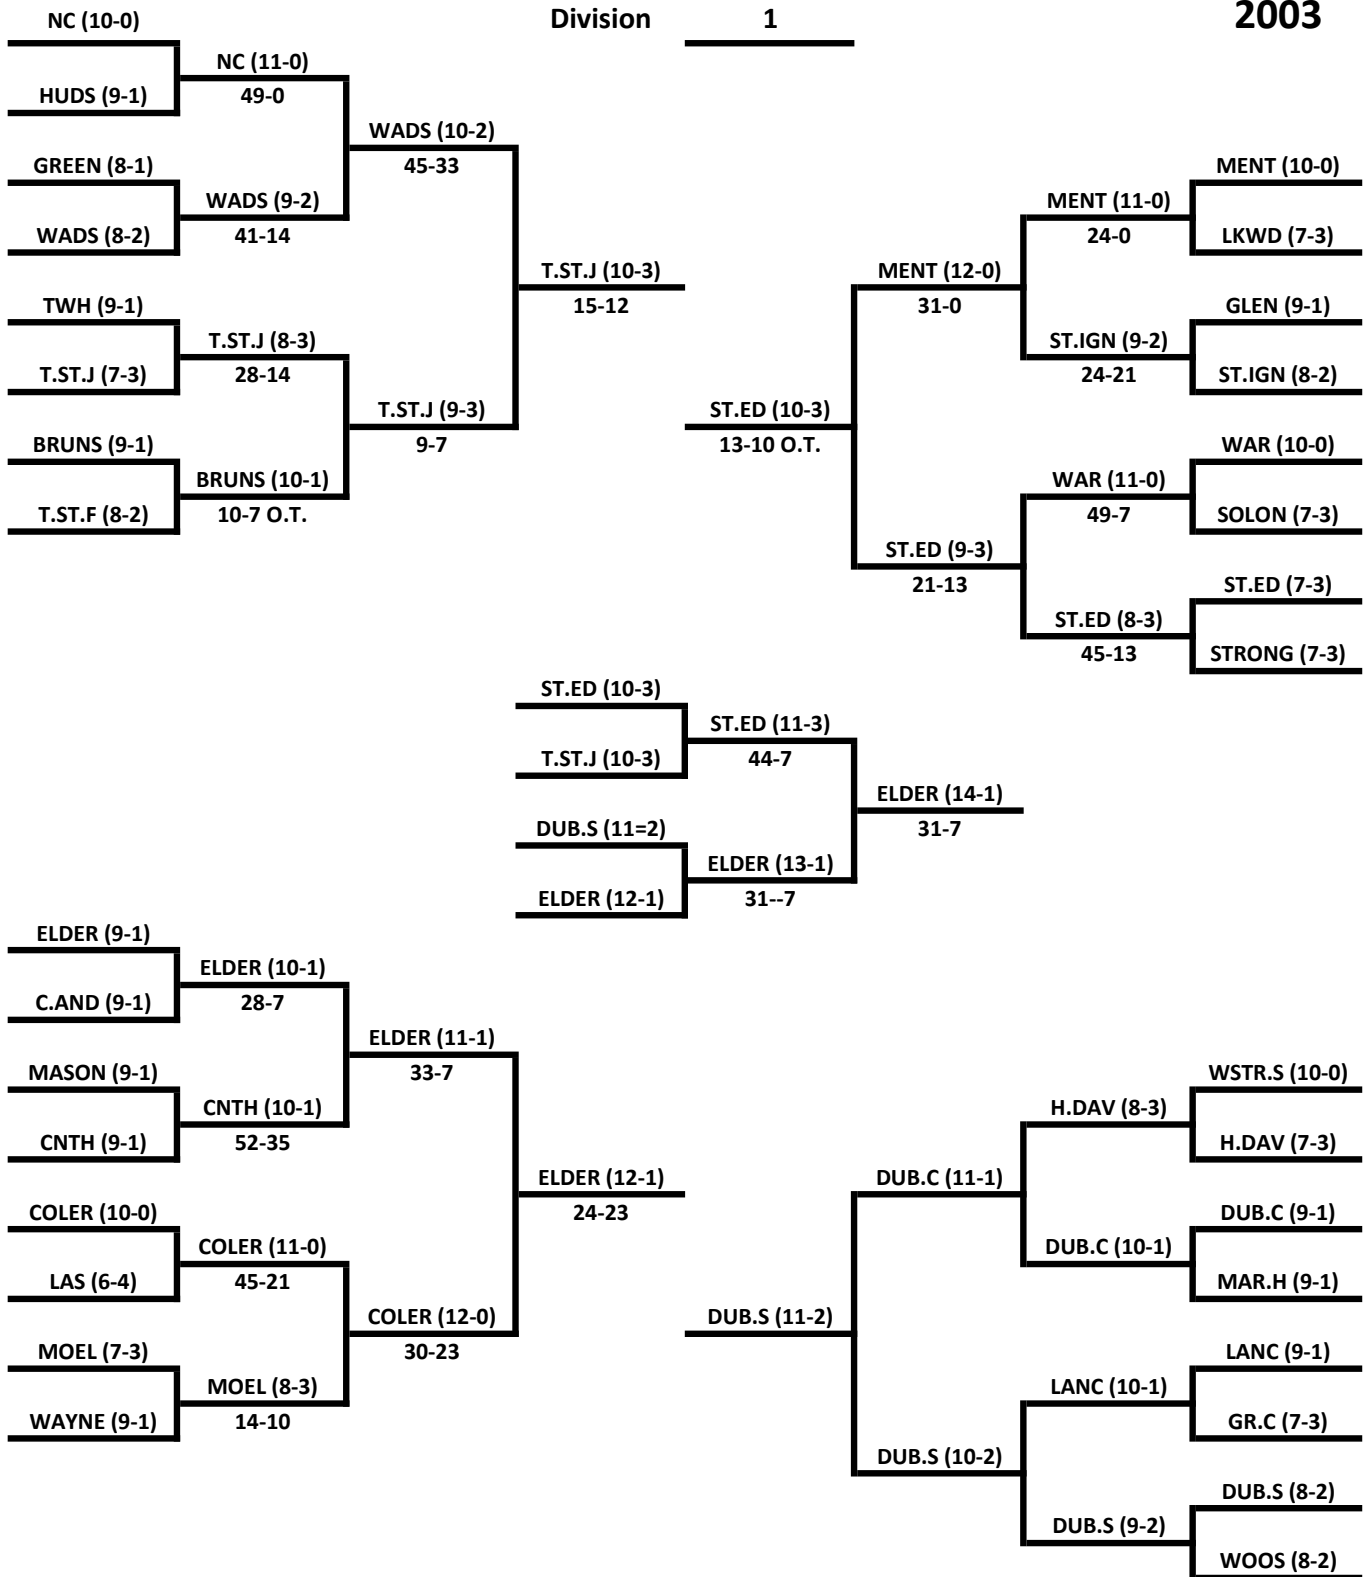 Division 1 2003
NC (10-0)
HUDS (9-1)
GREEN (8-1)
WADS (8-2)
TWH (9-1)
T.ST.J (7-3)
BRUNS (9-1)
T.ST.F (8-2)
NC (11-0)
49-0
WADS (9-2)
41-14
T.ST.J (8-3)
28-14
BRUNS (10-1)
10-7 O.T.
WADS (10-2)
45-33
T.ST.J (9-3)
9-7
T.ST.J (10-3)
15-12
ST.ED (10-3)
13-10 O.T.
MENT (12-0)
31-0
ST.ED (9-3)
21-13
MENT (11-0)
24-0
ST.IGN (9-2)
24-21
WAR (11-0)
49-7
ST.ED (8-3)
45-13
MENT (10-0)
LKWD (7-3)
GLEN (9-1)
ST.IGN (8-2)
WAR (10-0)
SOLON (7-3)
ST.ED (7-3)
STRONG (7-3)
ST.ED (10-3)
T.ST.J (10-3)
DUB.S (11=2)
ELDER (12-1)
ST.ED (11-3)
44-7
ELDER (13-1)
31--7
ELDER (14-1)
31-7
ELDER (9-1)
C.AND (9-1)
MASON (9-1)
CNTH (9-1)
COLER (10-0)
LAS (6-4)
MOEL (7-3)
WAYNE (9-1)
ELDER (10-1)
28-7
CNTH (10-1)
52-35
COLER (11-0)
45-21
MOEL (8-3)
14-10
ELDER (11-1)
33-7
COLER (12-0)
30-23
ELDER (12-1)
24-23
DUB.S (11-2)
DUB.C (11-1)
DUB.S (10-2)
H.DAV (8-3)
DUB.C (10-1)
LANC (10-1)
DUB.S (9-2)
WSTR.S (10-0)
H.DAV (7-3)
DUB.C (9-1)
MAR.H (9-1)
LANC (9-1)
GR.C (7-3)
DUB.S (8-2)
WOOS (8-2)